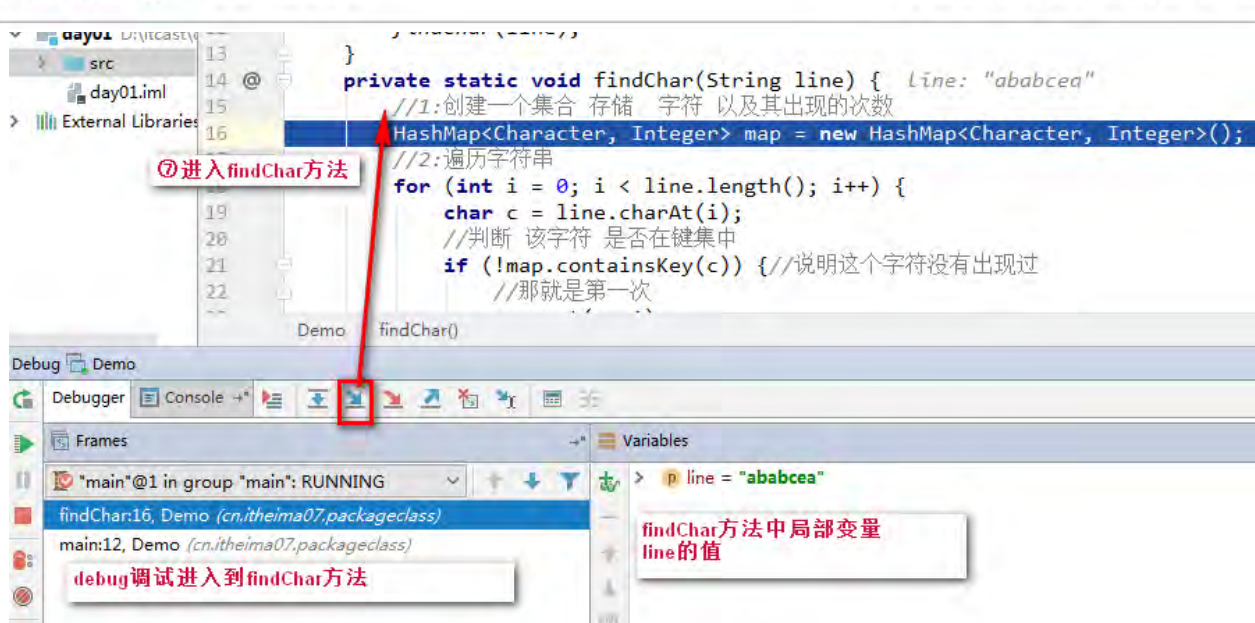 day01
src
day01.iml
External Libraries
13 }
14 @ private static void findChar(String line) { line: "ababcea"
15 //1:创建一个集合 存储 字符 以及其出现的次数
16 HashMap<Character, Integer> map = new HashMap<Character, Integer>();
//2:遍历字符串
⑦进入findChar方法
for (int i = 0; i < line.length(); i++) {
19 char c = line.charAt(i);
20 //判断 该字符 是否在键集中
21 if (!map.containsKey(c)) {//说明这个字符没有出现过
22 //那就是第一次
Demo findChar()
Debug Demo
Debugger Console
Frames
Variables
"main"@1 in group "main": RUNNING
p line = "ababcea"
findChar:16, Demo (cn.itheima07.packageclass)
main:12, Demo (cn.itheima07.packageclass)
findChar方法中局部变量
line的值
debug调试进入到findChar方法